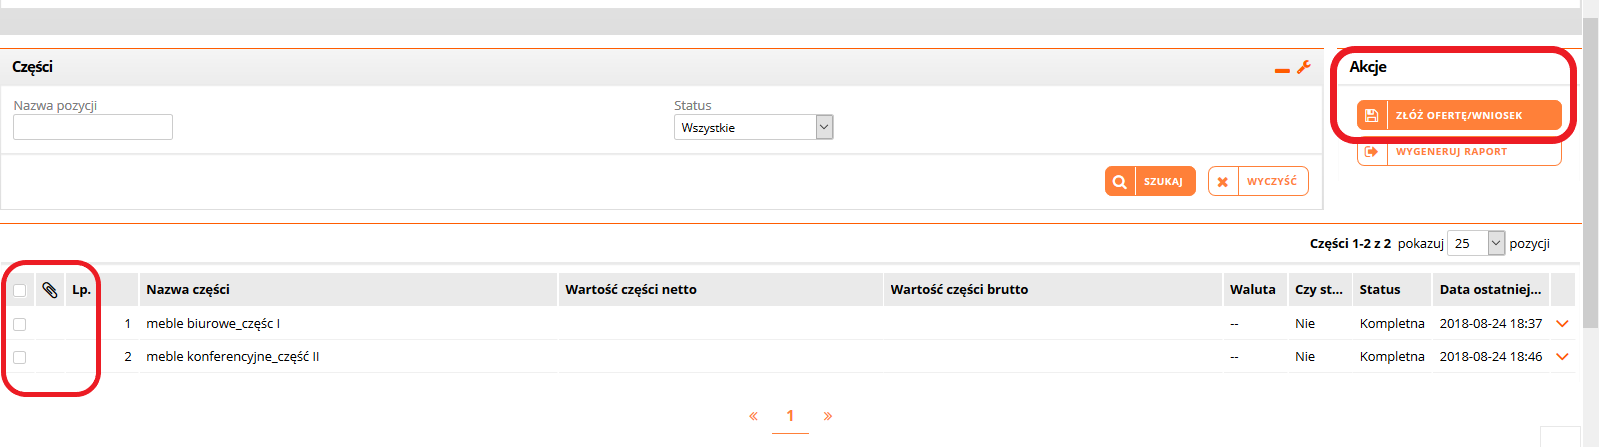 Części
Akcje
Nazwa pozycji
Status
Wszystkie
ZŁÓŻ OFERTĘ/WNIOSEK
WYGENERUJ RAPORT
SZUKAJ
WYCZYŚĆ
Części 1-2 z 2 pokazuj 25 pozycji
Lp. Nazwa części Wartość części netto Wartość części brutto Waluta Czy st... Status Data ostatniej...
1 meble biurowe_częśc I -- Nie Kompletna 2018-08-24 18:37
2 meble konferencyjne_część II -- Nie Kompletna 2018-08-24 18:46
« 1 »